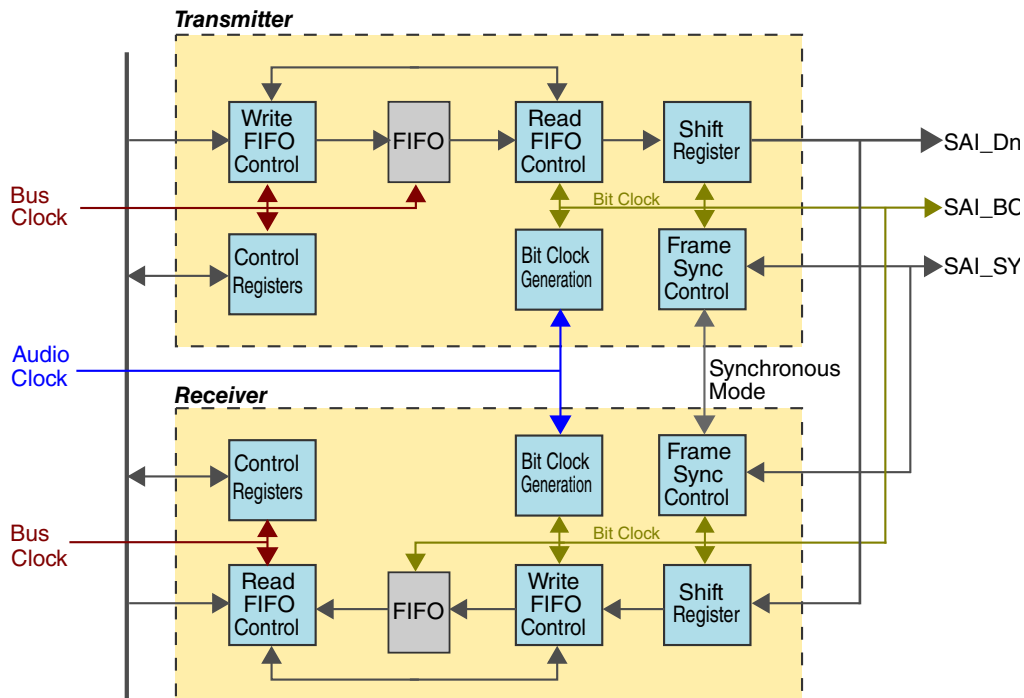 Transmitter
Write
FIFO
Control
FIFO
Read
FIFO
Control
Shift
Register
SAI_Dn
Bus
Clock
Bit Clock
SAI_BC
Control
Registers
Bit Clock
Generation
Frame
Sync
Control
SAI_SY
Audio
Clock
Synchronous
Mode
Receiver
Control
Registers
Bit Clock
Generation
Frame
Sync
Control
Bus
Clock
Bit Clock
Read
FIFO
Control
FIFO
Write
FIFO
Control
Shift
Register